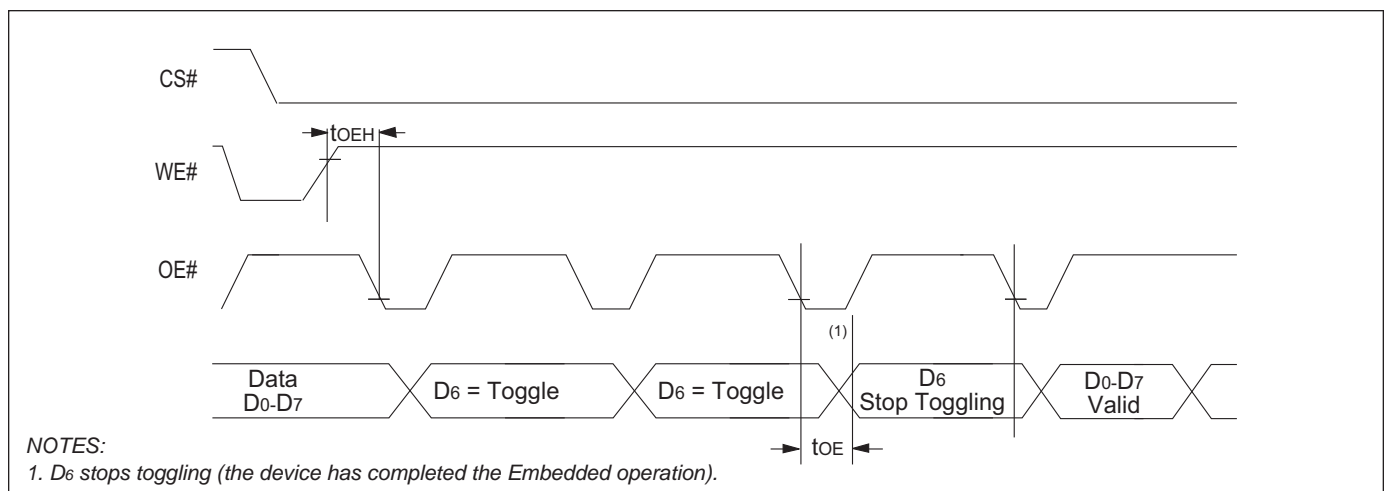 CS#
tOEH
WE#
OE#
(1)
Data
D0-D7
D6 = Toggle
D6 = Toggle
D6
Stop Toggling
D0-D7
Valid
tOE
NOTES:
1. D6 stops toggling (the device has completed the Embedded operation).